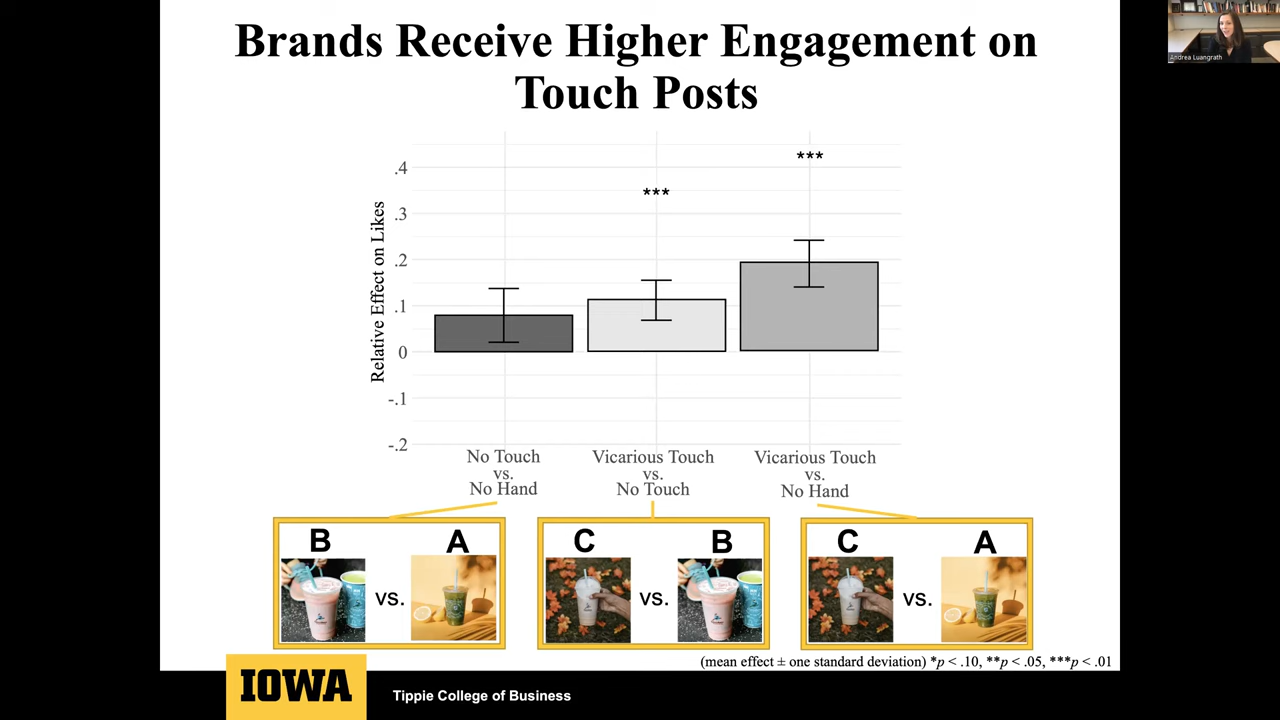 Brands Receive Higher Engagement on
Touch Posts
Andrea Luangrath
***
***
.4
.3
.2
.1
0
-.1
-.2
Relative Effect on Likes
No Touch
vs.
No Hand
Vicarious Touch
vs.
No Touch
Vicarious Touch
vs.
No Hand
B
A
vs.
C
B
vs.
C
A
vs.
(mean effect ± one standard deviation) *p < .10, **p < .05, ***p < .01
IOWA
Tippie College of Business